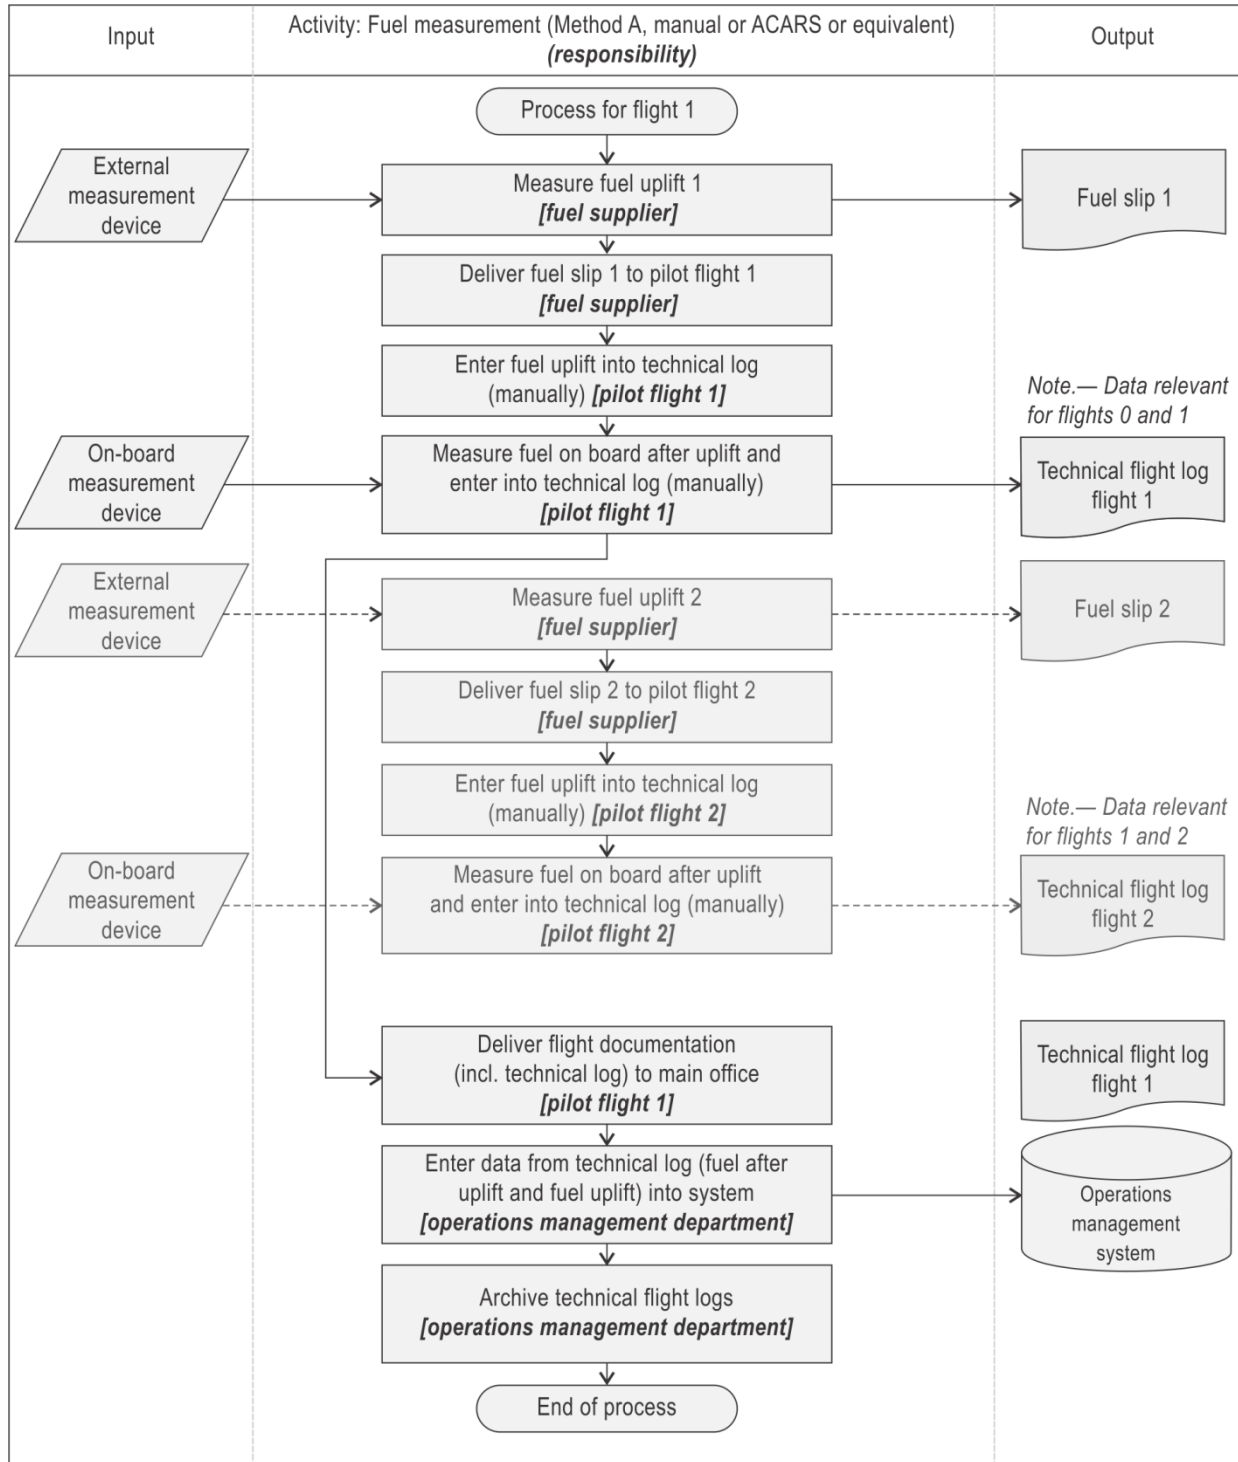 Input
Activity: Fuel measurement (Method A, manual or ACARS or equivalent)
(responsibility)
Output
Process for flight 1
External
measurement
device
Measure fuel uplift 1
[fuel supplier]
Fuel slip 1
Deliver fuel slip 1 to pilot flight 1
[fuel supplier]
Enter fuel uplift into technical log
(manually) [pilot flight 1]
Note.— Data relevant
for flights 0 and 1
On-board
measurement
device
Measure fuel on board after uplift and
enter into technical log (manually)
[pilot flight 1]
Technical flight log
flight 1
External
measurement
device
Measure fuel uplift 2
[fuel supplier]
Fuel slip 2
Deliver fuel slip 2 to pilot flight 2
[fuel supplier]
Enter fuel uplift into technical log
(manually) [pilot flight 2]
Note.— Data relevant
for flights 1 and 2
On-board
measurement
device
Measure fuel on board after uplift
and enter into technical log (manually)
[pilot flight 2]
Technical flight log
flight 2
Deliver flight documentation
(incl. technical log) to main office
[pilot flight 1]
Technical flight log
flight 1
Enter data from technical log (fuel after
uplift and fuel uplift) into system
[operations management department]
Operations
management
system
Archive technical flight logs
[operations management department]
End of process